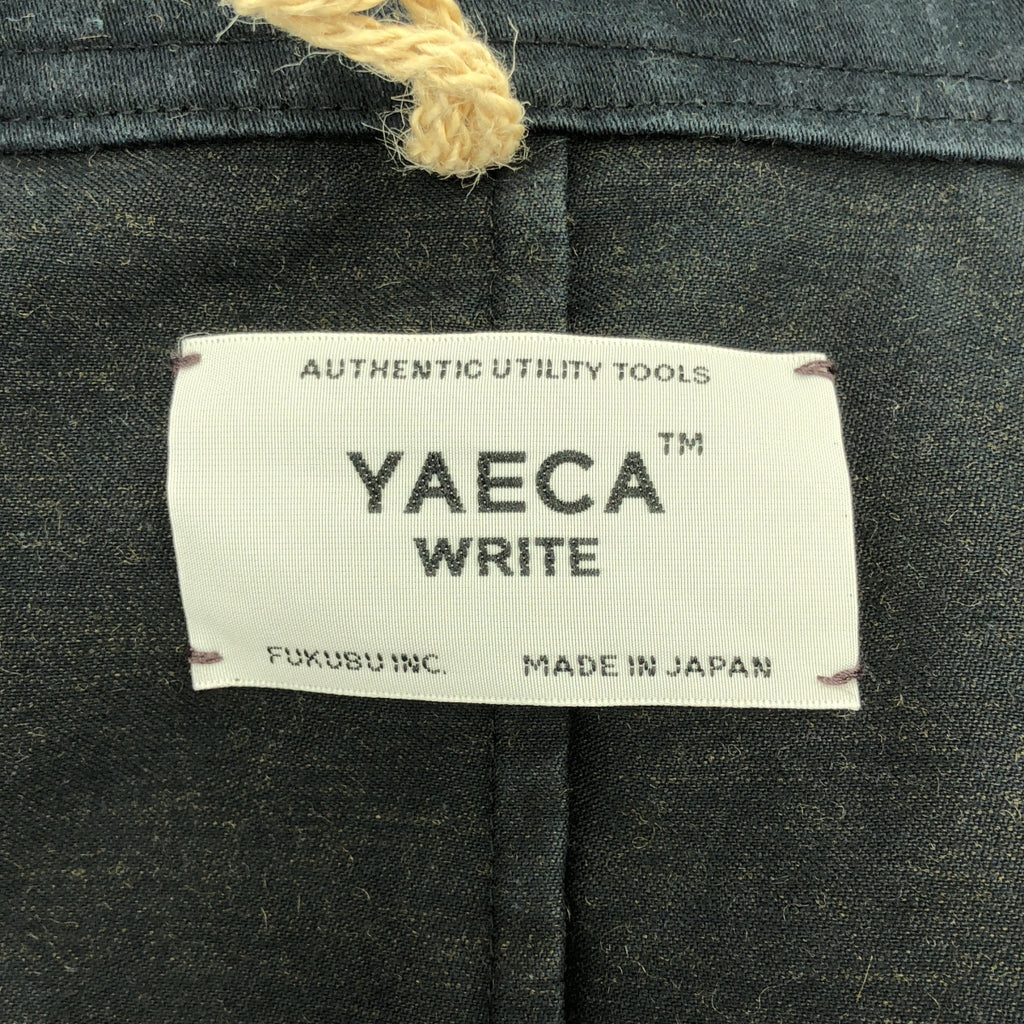 AUTHENTIC UTILITY TOOLS
YAECA™
WRITE
FUKUSU INC. MADE IN JAPAN